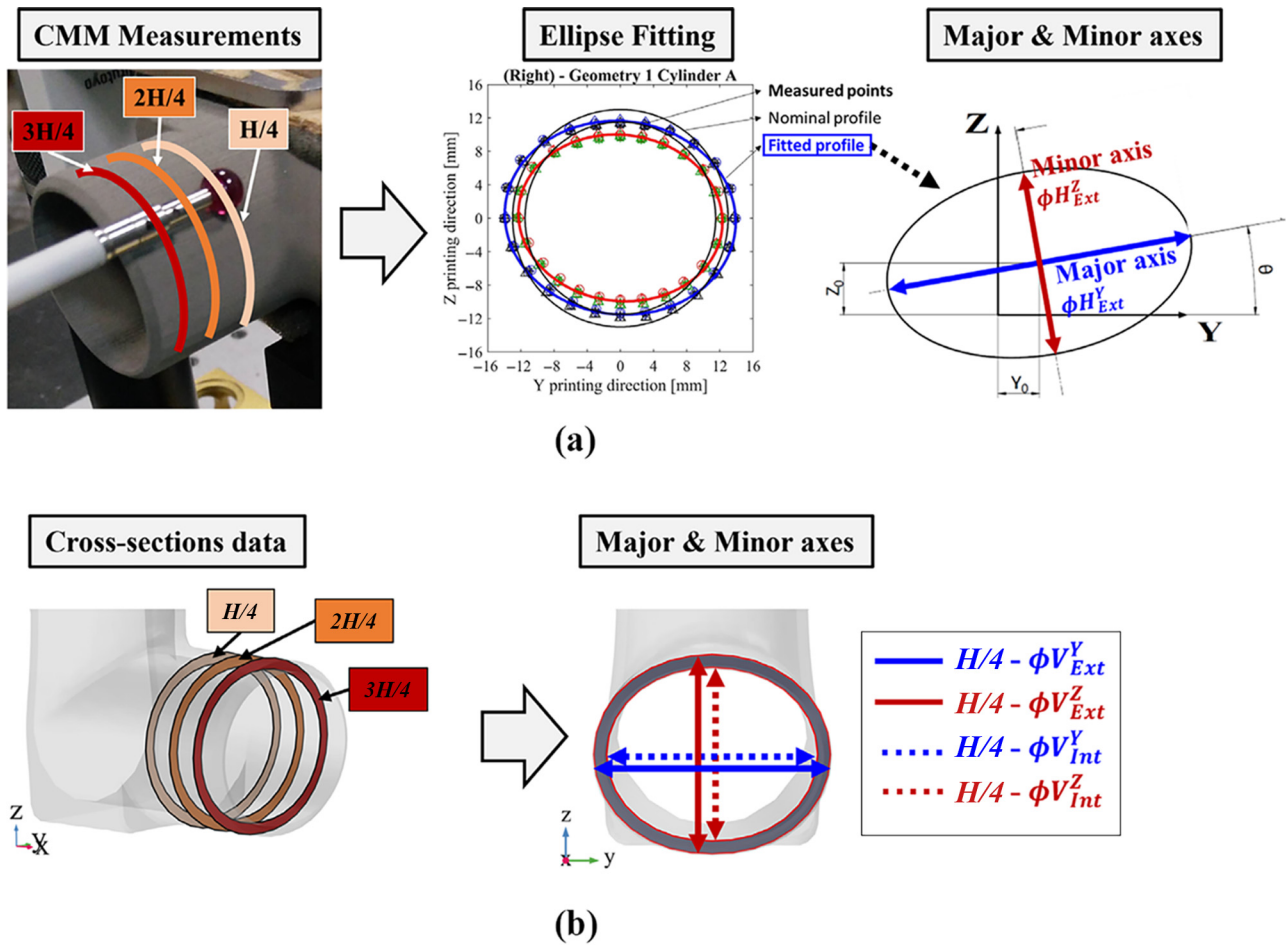 CMM Measurements
Ellipse Fitting
Major & Minor axes
3H/4
2H/4
H/4
(Right) - Geometry 1 Cylinder A
16
12
8
4
0
−4
−8
−12
−16
−16 −12 −8 −4 0 4 8 12 16
Z printing direction [mm]
Y printing direction [mm]
Measured points
Nominal profile
Fitted profile
Z
Minor axis
ϕH^Z_Ext
Major axis
ϕH^Y_Ext
θ
Z₀
Y
Y₀
(a)
Cross-sections data
Major & Minor axes
H/4
2H/4
3H/4
z
y
x
z
x
y
H/4 - ϕV^Y_Ext
H/4 - ϕV^Z_Ext
H/4 - ϕV^Y_Int
H/4 - ϕV^Z_Int
(b)